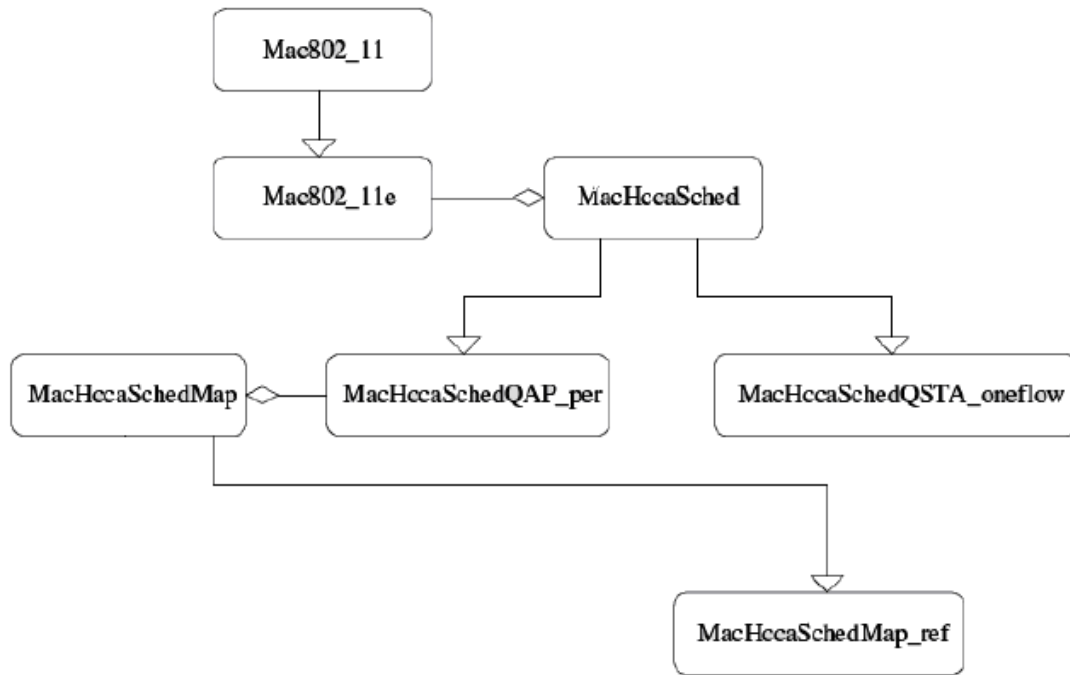 Mac802_11
Mac802_11e
MacHccaSched
MacHccaSchedMap
MacHccaSchedQAP_per
MacHccaSchedQSTA_oneflow
MacHccaSchedMap_ref